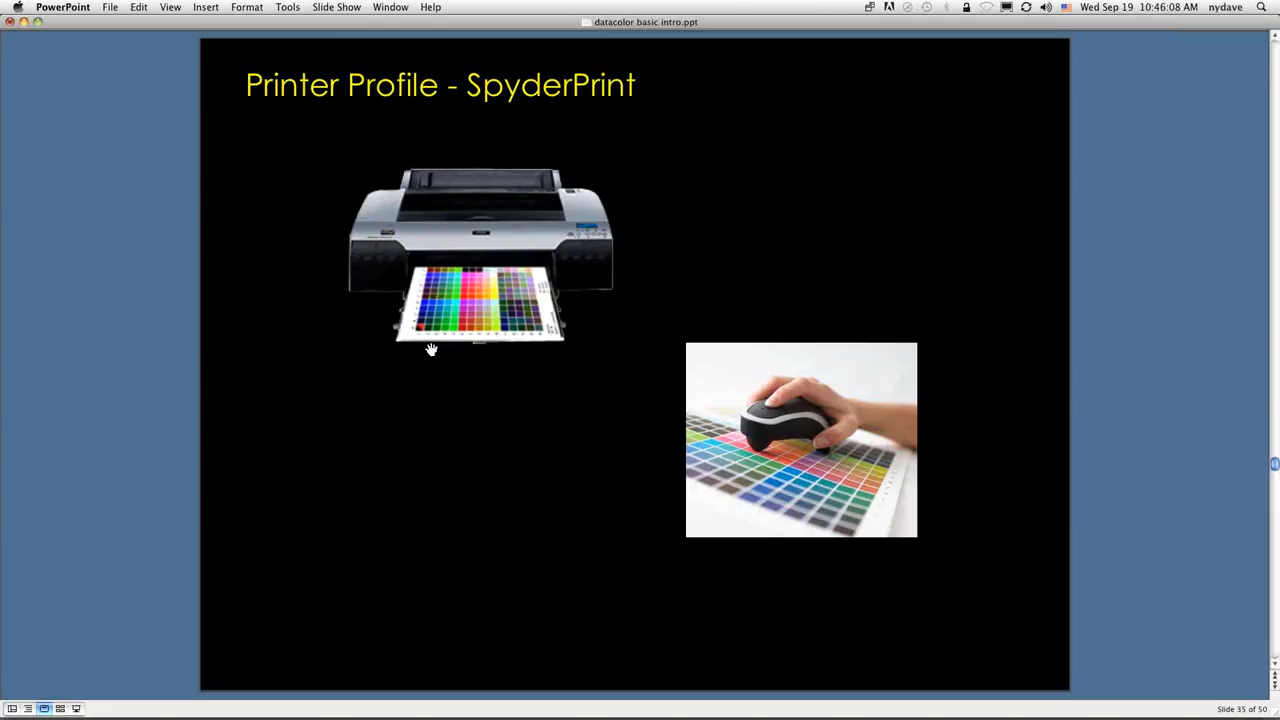 PowerPoint File Edit View Insert Format Tools Slide Show Window Help Wed Sep 19 10:46:08 AM nydave
datacolor basic intro.ppt
Printer Profile - SpyderPrint
Slide 35 of 50